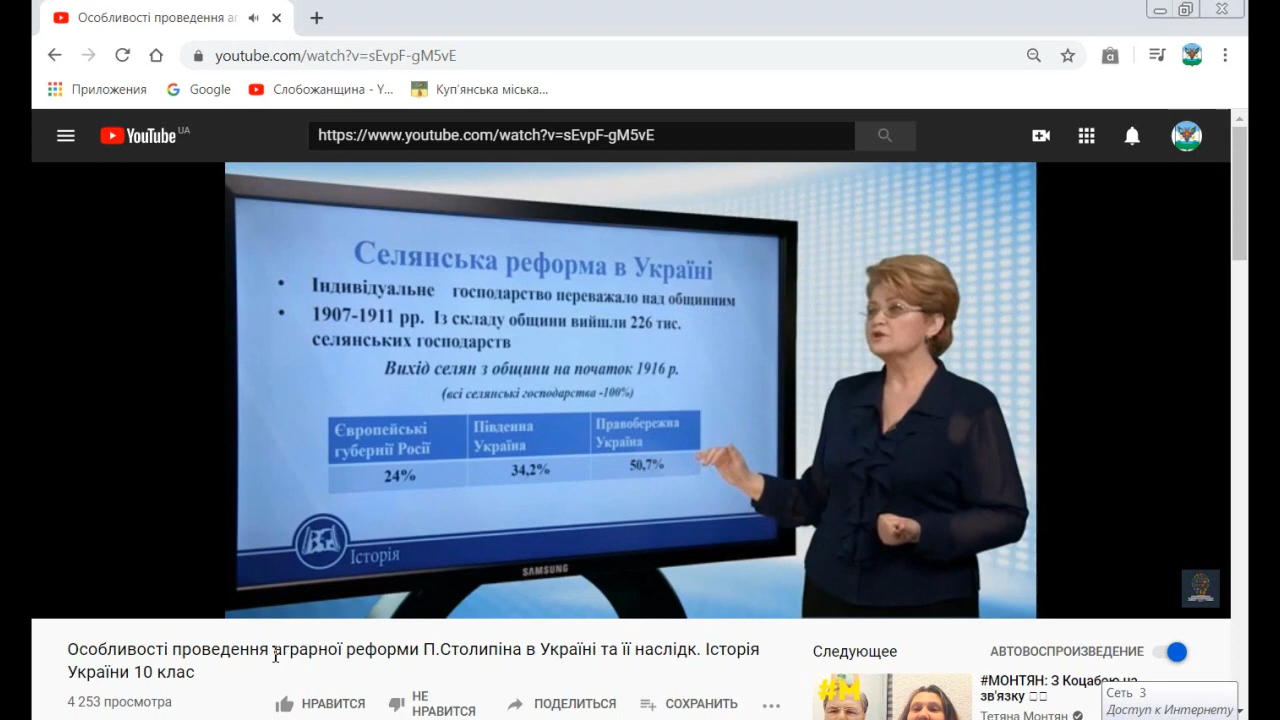 Особливості проведення аг
youtube.com/watch?v=sEvpF-gM5vE
Приложения
Google
Слобожанщина - Y...
Куп'янська міська...
YouTube UA
https://www.youtube.com/watch?v=sEvpF-gM5vE
Селянська реформа в Україні
• Індивідуальне господарство переважало над общинним
• 1907-1911 рр. Із складу общини вийшли 226 тис.
селянських господарств
Вихід селян з общини на початок 1916 р.
(всі селянські господарства -100%)
Європейські
губернії Росії
Південна
Україна
Правобережна
Україна
24%
34,2%
50,7%
Історія
SAMSUNG
Особливості проведення аграрної реформи П.Столипіна в Україні та її наслідк. Історія
України 10 клас
4 253 просмотра
НРАВИТСЯ
НЕ
НРАВИТСЯ
ПОДЕЛИТЬСЯ
СОХРАНИТЬ
Следующее
АВТОВОСПРОИЗВЕДЕНИЕ
#МОНТЯН: З Коцабою на
зв'язку
Тетяна Монтян
#М
Сеть 3
Доступ к Интернету